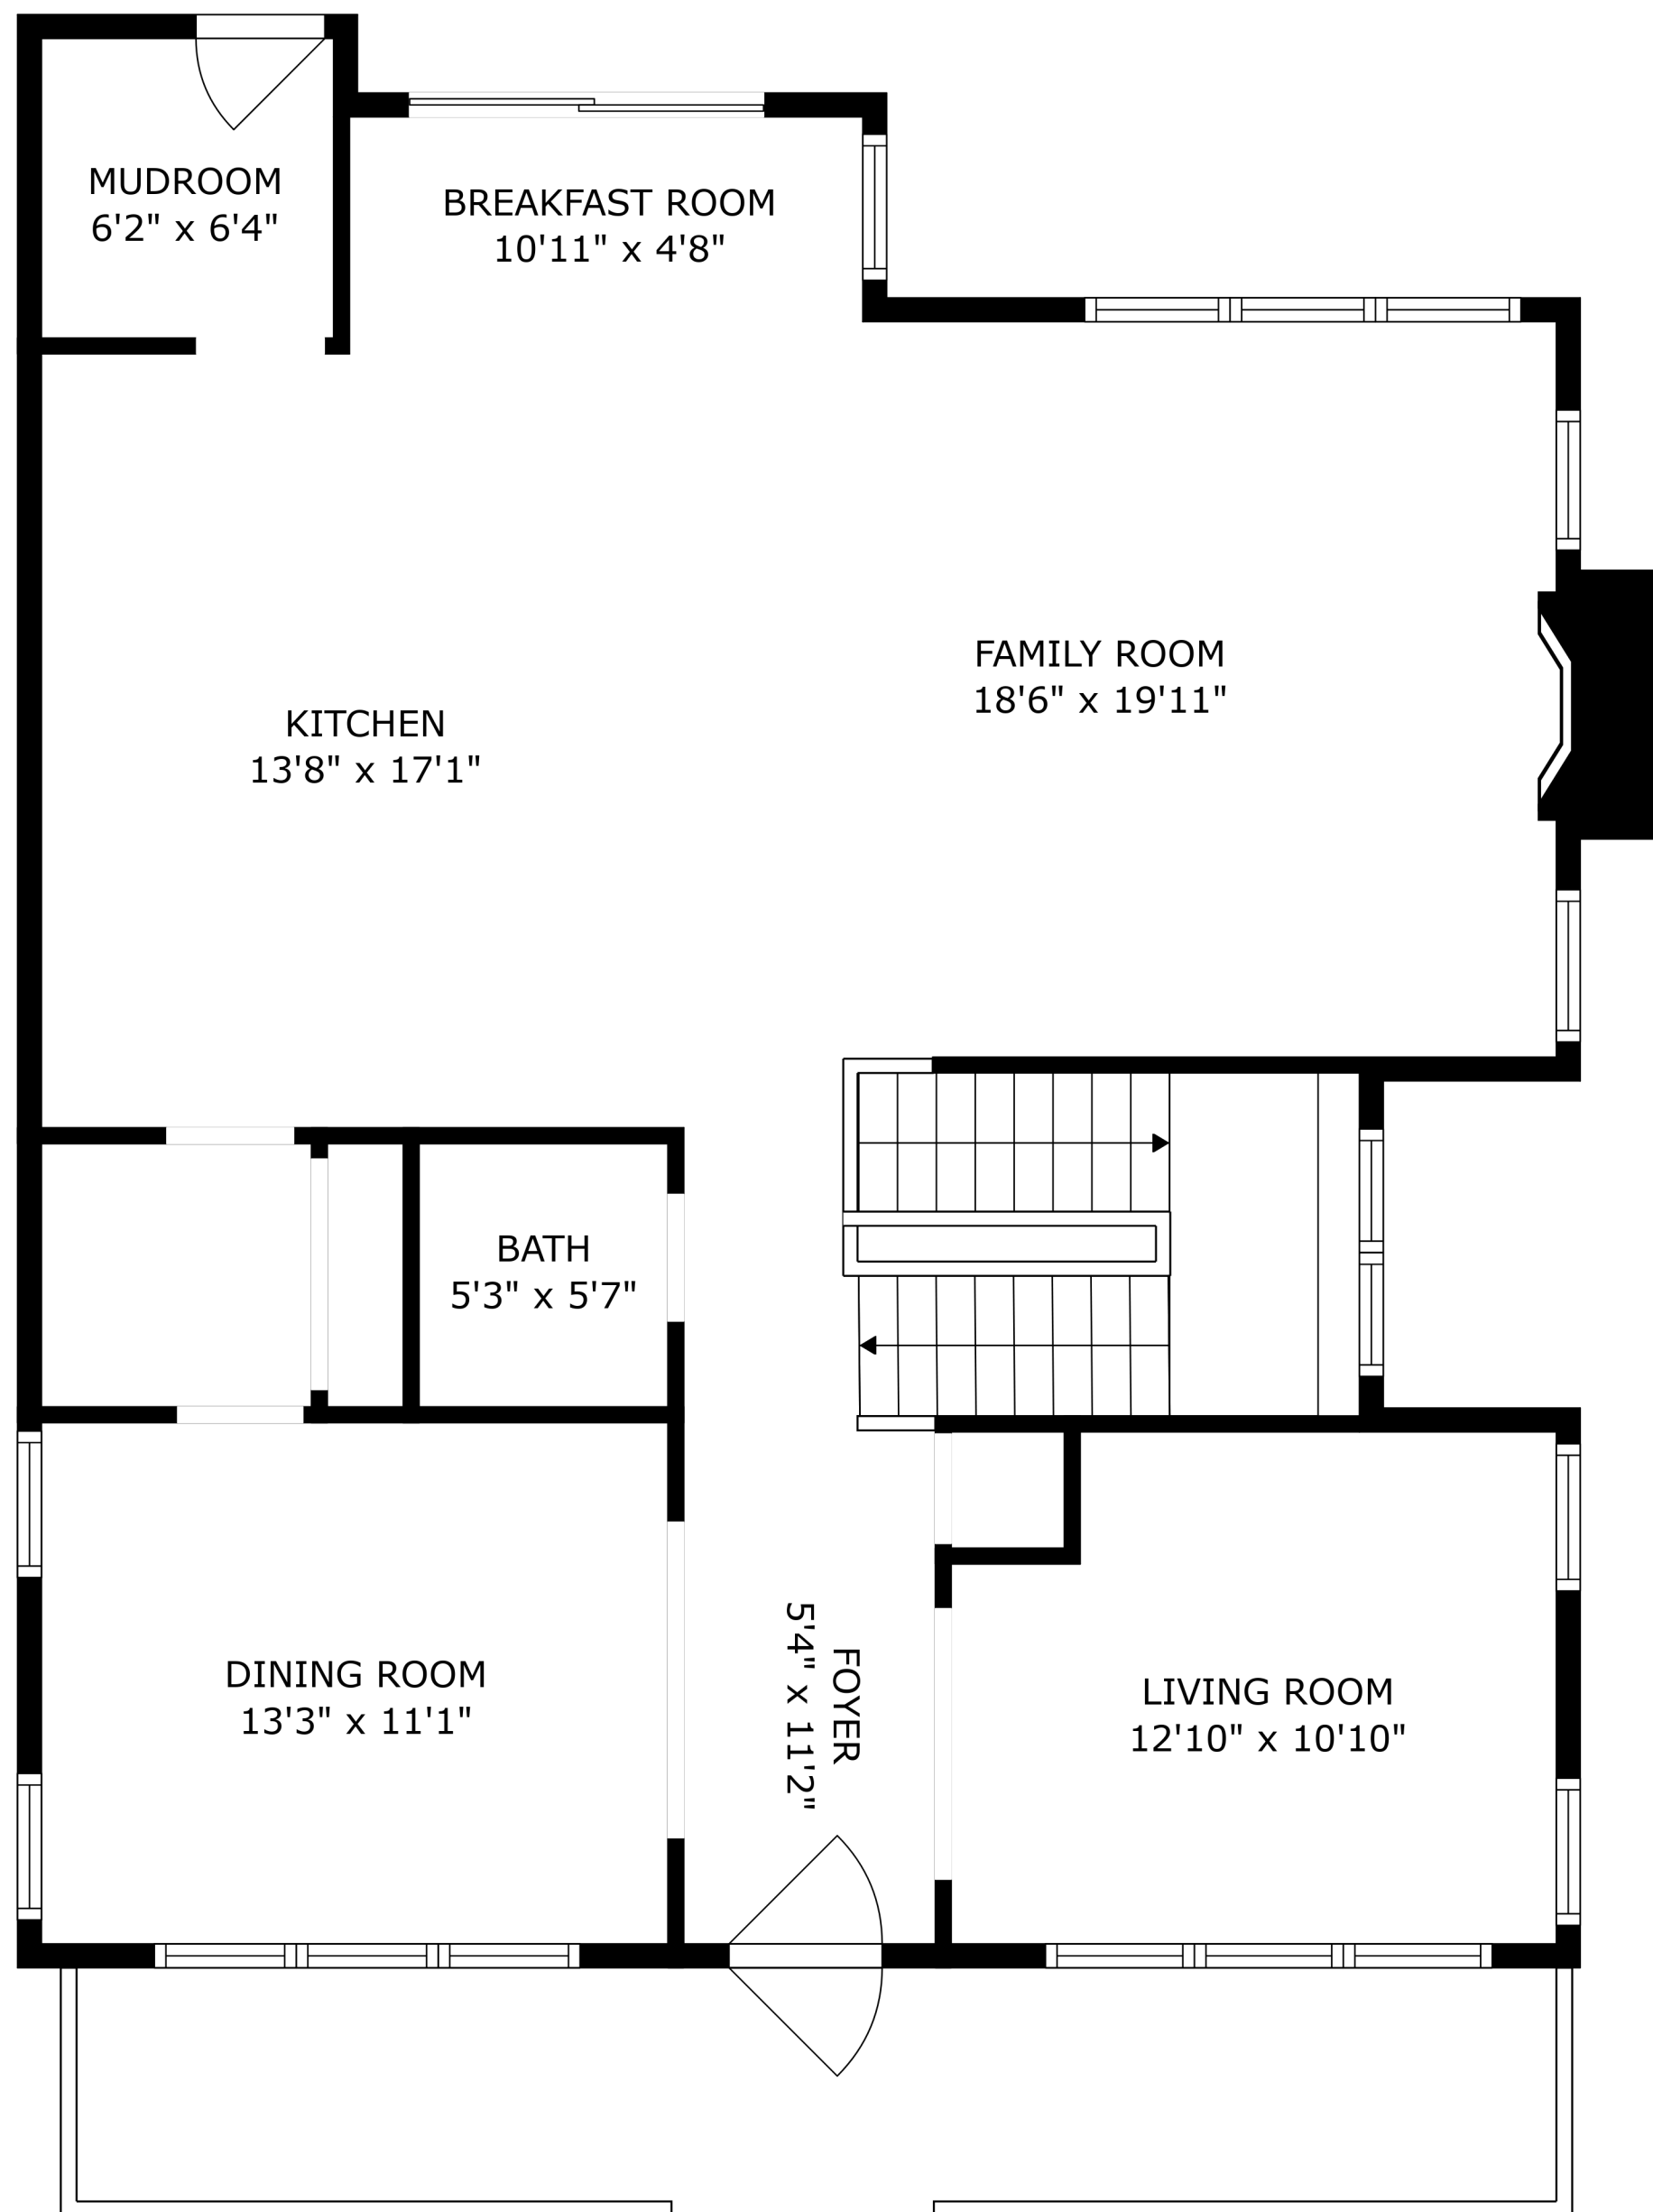 MUDROOM
6'2" x 6'4"
BREAKFAST ROOM
10'11" x 4'8"
FAMILY ROOM
18'6" x 19'11"
KITCHEN
13'8" x 17'1"
BATH
5'3" x 5'7"
FOYER
5'4" x 11'2"
DINING ROOM
13'3" x 11'1"
LIVING ROOM
12'10" x 10'10"